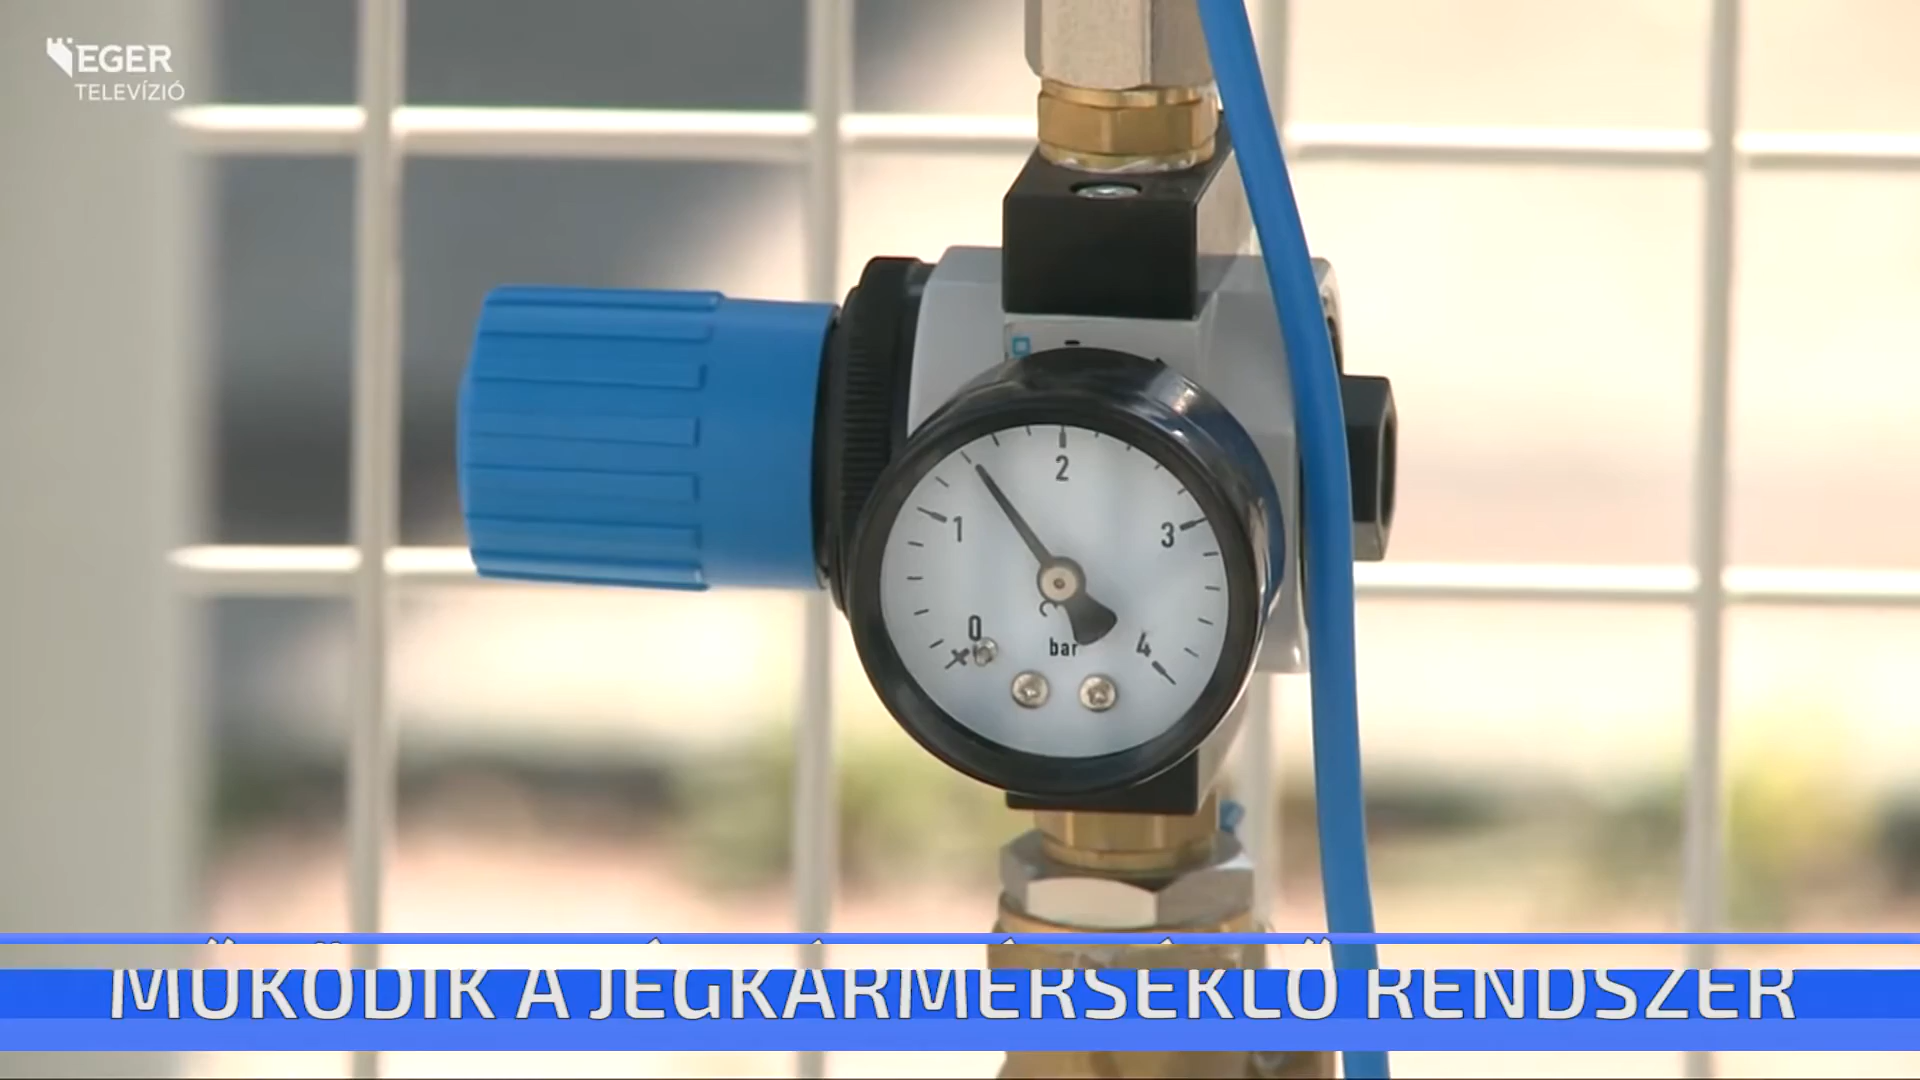 EGER
TELEVÍZIÓ
2
1
3
0
bar
4
MŰKÖDIK A JÉGKÁRMÉRSÉKLŐ RENDSZER